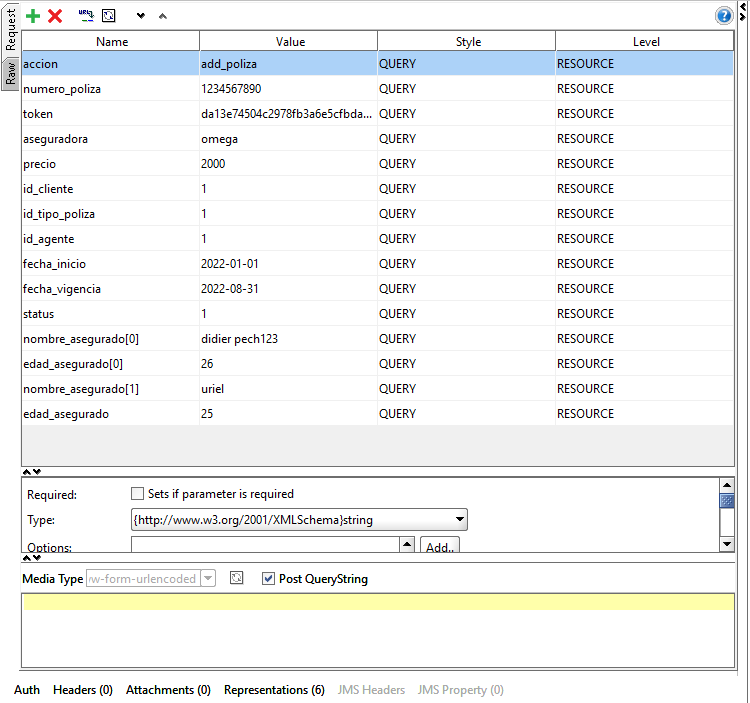 Request
Raw
URL
?
Name Value Style Level
accion add_poliza QUERY RESOURCE
numero_poliza 1234567890 QUERY RESOURCE
token da13e74504c2978fb3a6e5cfbda... QUERY RESOURCE
aseguradora omega QUERY RESOURCE
precio 2000 QUERY RESOURCE
id_cliente 1 QUERY RESOURCE
id_tipo_poliza 1 QUERY RESOURCE
id_agente 1 QUERY RESOURCE
fecha_inicio 2022-01-01 QUERY RESOURCE
fecha_vigencia 2022-08-31 QUERY RESOURCE
status 1 QUERY RESOURCE
nombre_asegurado[0] didier pech123 QUERY RESOURCE
edad_asegurado[0] 26 QUERY RESOURCE
nombre_asegurado[1] uriel QUERY RESOURCE
edad_asegurado 25 QUERY RESOURCE
Required: Sets if parameter is required
Type: {http://www.w3.org/2001/XMLSchema}string
Options: Add..
Media Type w-form-urlencoded Post QueryString
Auth Headers (0) Attachments (0) Representations (6) JMS Headers JMS Property (0)